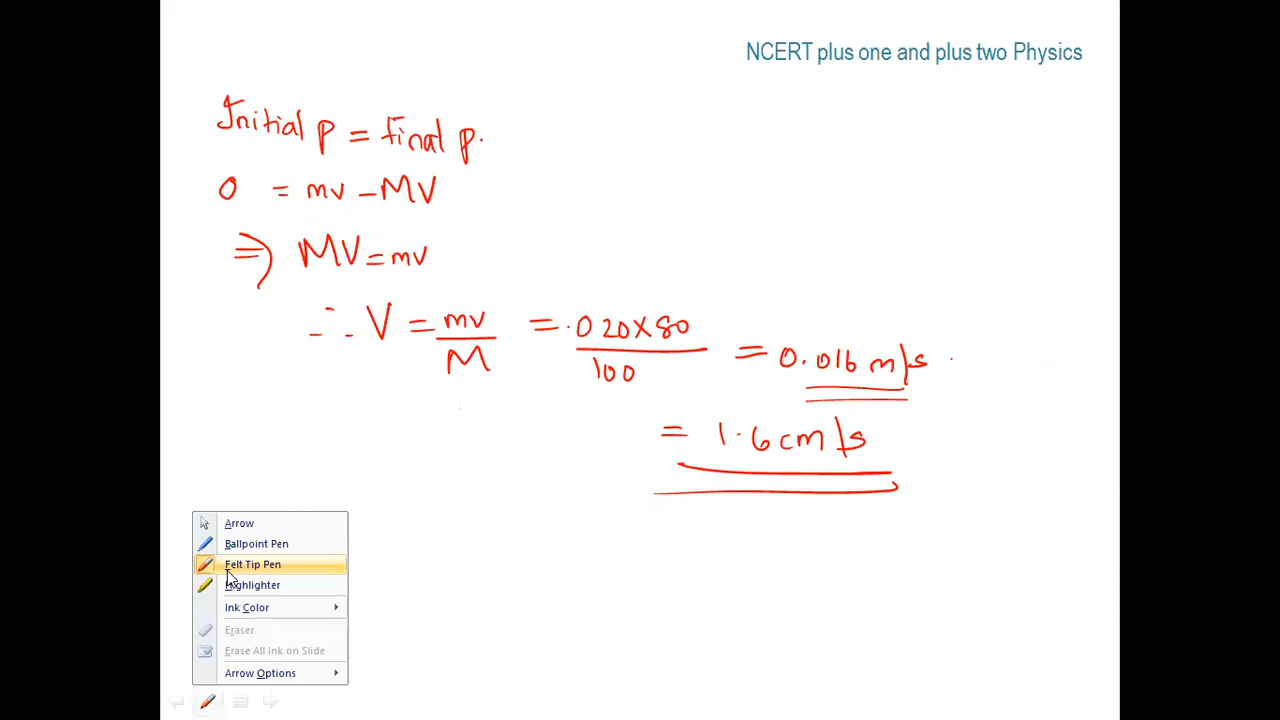 NCERT plus one and plus two Physics
Initial p = final p.
0 = mv - MV
⇒ MV = mv
∴ V = mv/M = .020×80/100 = 0.016 m/s
= 1.6 cm/s
Arrow
Ballpoint Pen
Felt Tip Pen
Highlighter
Ink Color
Eraser
Erase All Ink on Slide
Arrow Options